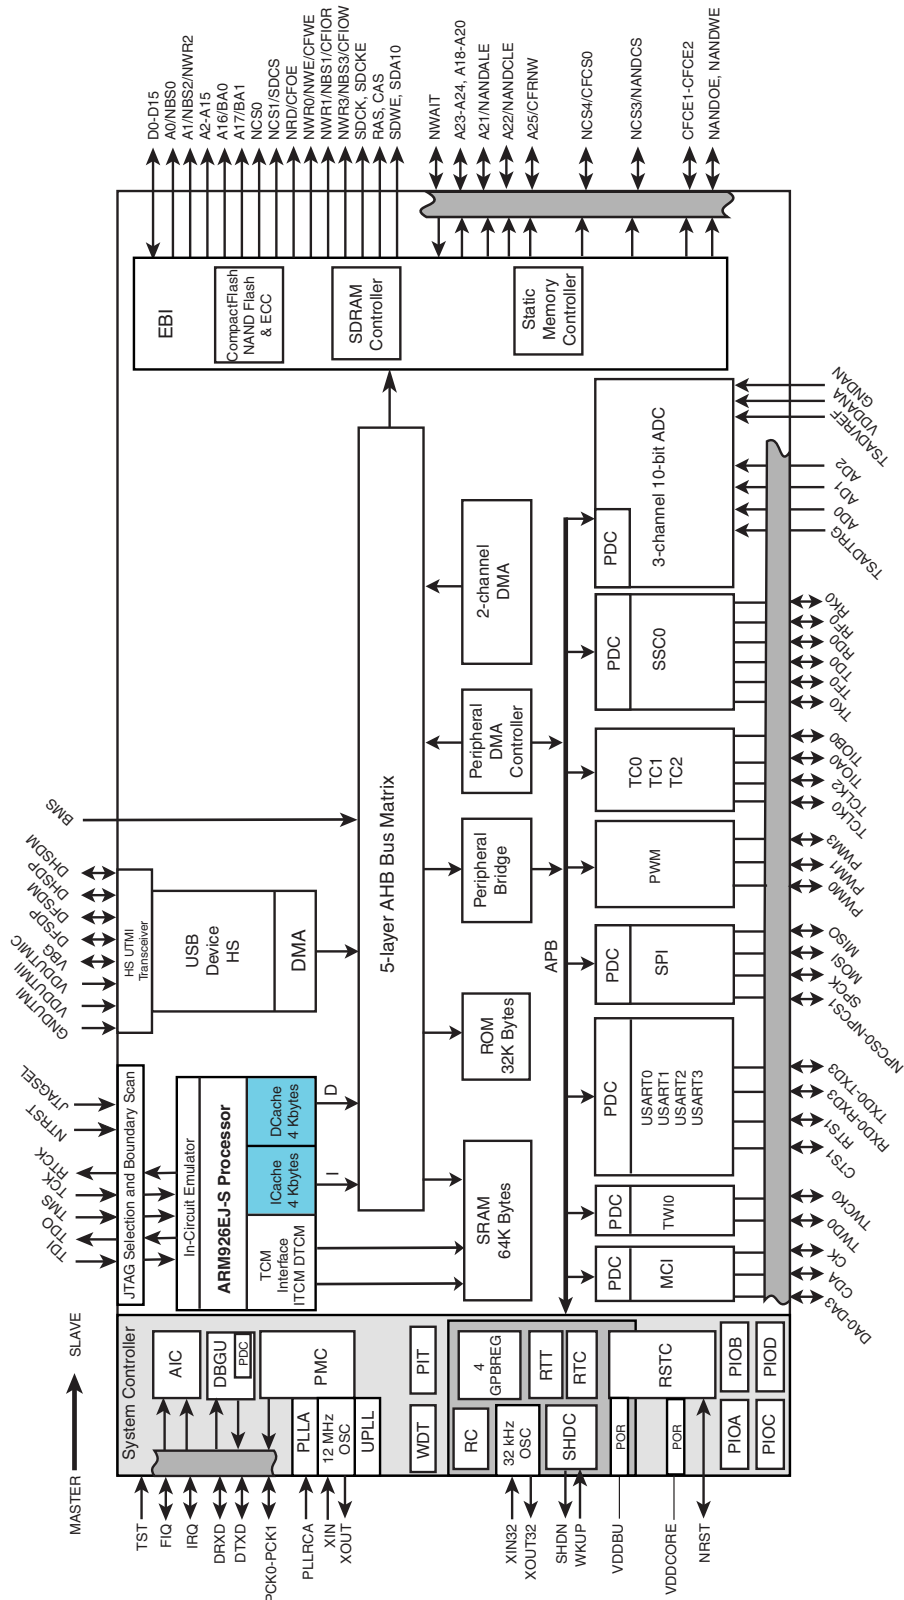 MASTER
SLAVE
TDI
TDO
TMS
TCK
RTCK
NTRST
JTAGSEL
GNDUTMI
VDDUTMII
VDDUTMIC
VBG
DFSDP
DFSDM
DHSDP
DHSDM
BMS
D0-D15
A0/NBS0
A1/NBS2/NWR2
A2-A15
A16/BA0
A17/BA1
NCS0
NCS1/SDCS
NRD/CFOE
NWR0/NWE/CFWE
NWR1/NBS1/CFIOR
NWR3/NBS3/CFIOW
SDCK, SDCKE
RAS, CAS
SDWE, SDA10
NWAIT
A23-A24, A18-A20
A21/NANDALE
A22/NANDCLE
A25/CFRNW
NCS4/CFCS0
NCS3/NANDCS
CFCE1-CFCE2
NANDOE, NANDWE
System Controller
TST
FIQ
IRQ
DRXD
DTXD
PCK0-PCK1
PLLRCA
XIN
XOUT
XIN32
XOUT32
SHDN
WKUP
VDDBU
VDDCORE
NRST
AIC
DBGU
PDC
PMC
PLLA
12 MHz
OSC
UPLL
WDT
PIT
RC
4
GPBREG
32 kHz
OSC
RTT
SHDC
RTC
POR
RSTC
POR
PIOA
PIOB
PIOC
PIOD
JTAG Selection and Boundary Scan
In-Circuit Emulator
ARM926EJ-S Processor
TCM
Interface
ITCM DTCM
ICache
4 Kbytes
DCache
4 Kbytes
I
D
HS UTMI
Transceiver
USB
Device
HS
DMA
EBI
CompactFlash
NAND Flash
& ECC
SDRAM
Controller
Static
Memory
Controller
5-layer AHB Bus Matrix
SRAM
64K Bytes
ROM
32K Bytes
Peripheral
Bridge
Peripheral
DMA
Controller
2-channel
DMA
APB
PDC
MCI
PDC
TWI0
PDC
USART0
USART1
USART2
USART3
PDC
SPI
PWM
TC0
TC1
TC2
PDC
SSC0
PDC
3-channel 10-bit ADC
DA0-DA3
CDA
CK
TWD0
TWCK0
CTS1
RTS1
RXD0-RXD3
TXD0-TXD3
NPCS0-NPCS1
SPCK
MOSI
MISO
PWM0
PWM1
PWM3
TCLK0
TCLK2
TIOA0
TIOB0
TK0
TF0
TD0
RD0
RF0
RK0
TSADTRG
AD0
AD1
AD2
TSADVREF
VDDANA
GNDAN